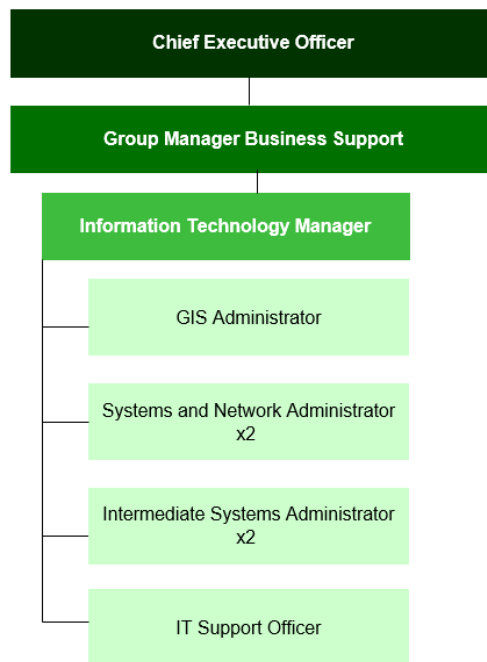 Chief Executive Officer
Group Manager Business Support
Information Technology Manager
GIS Administrator
Systems and Network Administrator
x2
Intermediate Systems Administrator
x2
IT Support Officer